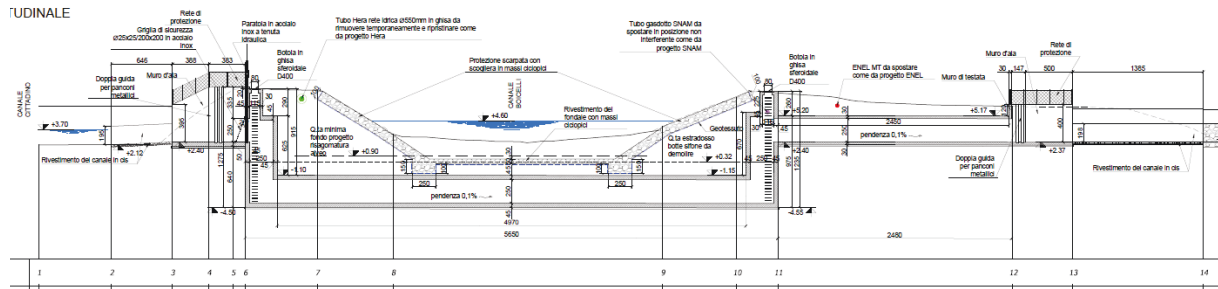 TUDINALE
Rete di
protezione
Griglia di sicurezza
Ø25x25/200x200 in acciaio
inox
Paratoia in acciaio
inox a tenuta
idraulica
Tubo Hera rete idrica ø550mm in ghisa da
rimuovere temporaneamente e ripristinare come
da progetto Hera
Tubo gasdotto SNAM da
spostare in posizione non
interferente come da
progetto SNAM
Rete di
protezione
Muro d'ala
646
388
383
Botola in
ghisa
sferoidale
D400
Protezione scarpata con
scogliera in massi ciclopici
Botola in
ghisa
sferoidale
D400
ENEL MT da spostare
come da progetto ENEL
Muro di testata
30
147
500
1365
Doppia guida
per panconi
metallici
Muro d'ala
CANALE
CITTADINO
CANALE
BOICELLI
+3.70
+4.60
+5.20
+5.17
2450
Rivestimento del
fondale con massi
ciclopici
Geotessuto
Q.ta minima
fondo progetto
risagomatura
alveo
+0.90
Q.ta estradosso
botte sifone da
demolire
+0.32
pendenza 0,1%
+2.12
+2.40
+2.40
+2.37
Rivestimento del canale in cls
Doppia guida
per panconi
metallici
Rivestimento del canale in cls
-1.10
-1.15
250
250
pendenza 0,1%
-4.50
-4.55
4970
5650
2480
1
2
3
4
5
6
7
8
9
10
11
12
13
14